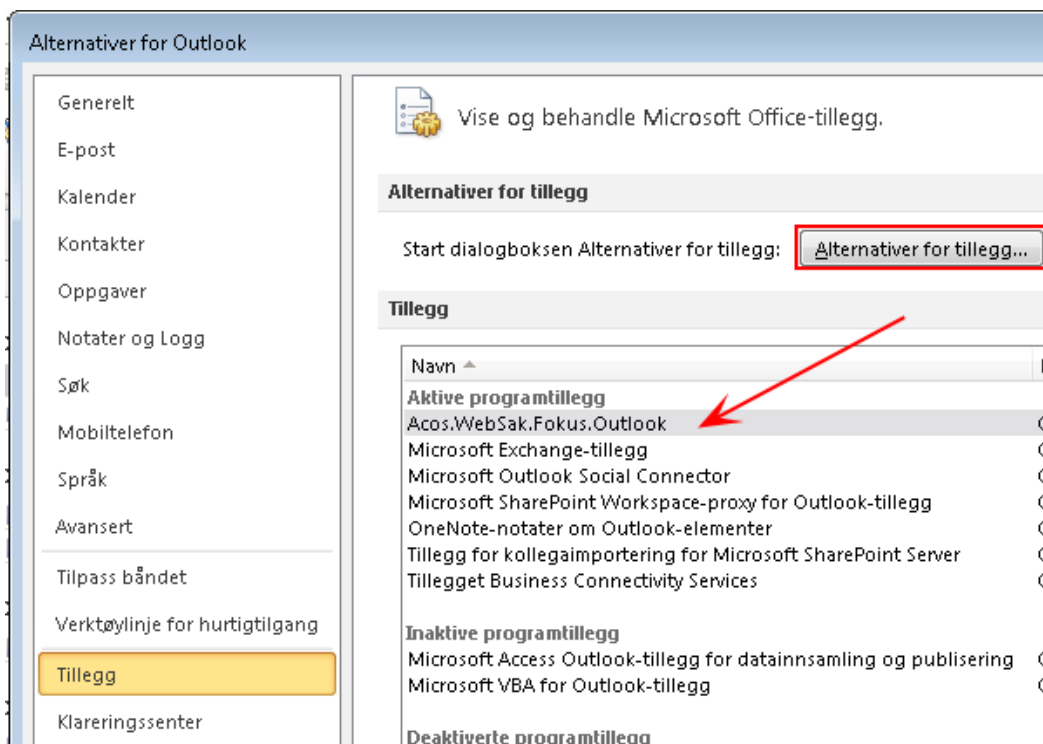 Alternativer for Outlook
Generelt
E-post
Kalender
Kontakter
Oppgaver
Notater og Logg
Søk
Mobiltelefon
Språk
Avansert
Tilpass båndet
Verktøylinje for hurtigtilgang
Tillegg
Klareringssenter
Vise og behandle Microsoft Office-tillegg.
Alternativer for tillegg
Start dialogboksen Alternativer for tillegg: Alternativer for tillegg...
Tillegg
Navn
Aktive programtillegg
Acos.WebSak.Fokus.Outlook
Microsoft Exchange-tillegg
Microsoft Outlook Social Connector
Microsoft SharePoint Workspace-proxy for Outlook-tillegg
OneNote-notater om Outlook-elementer
Tillegg for kollegaimportering for Microsoft SharePoint Server
Tillegget Business Connectivity Services
Inaktive programtillegg
Microsoft Access Outlook-tillegg for datainnsamling og publisering
Microsoft VBA for Outlook-tillegg
Deaktiverte programtillegg